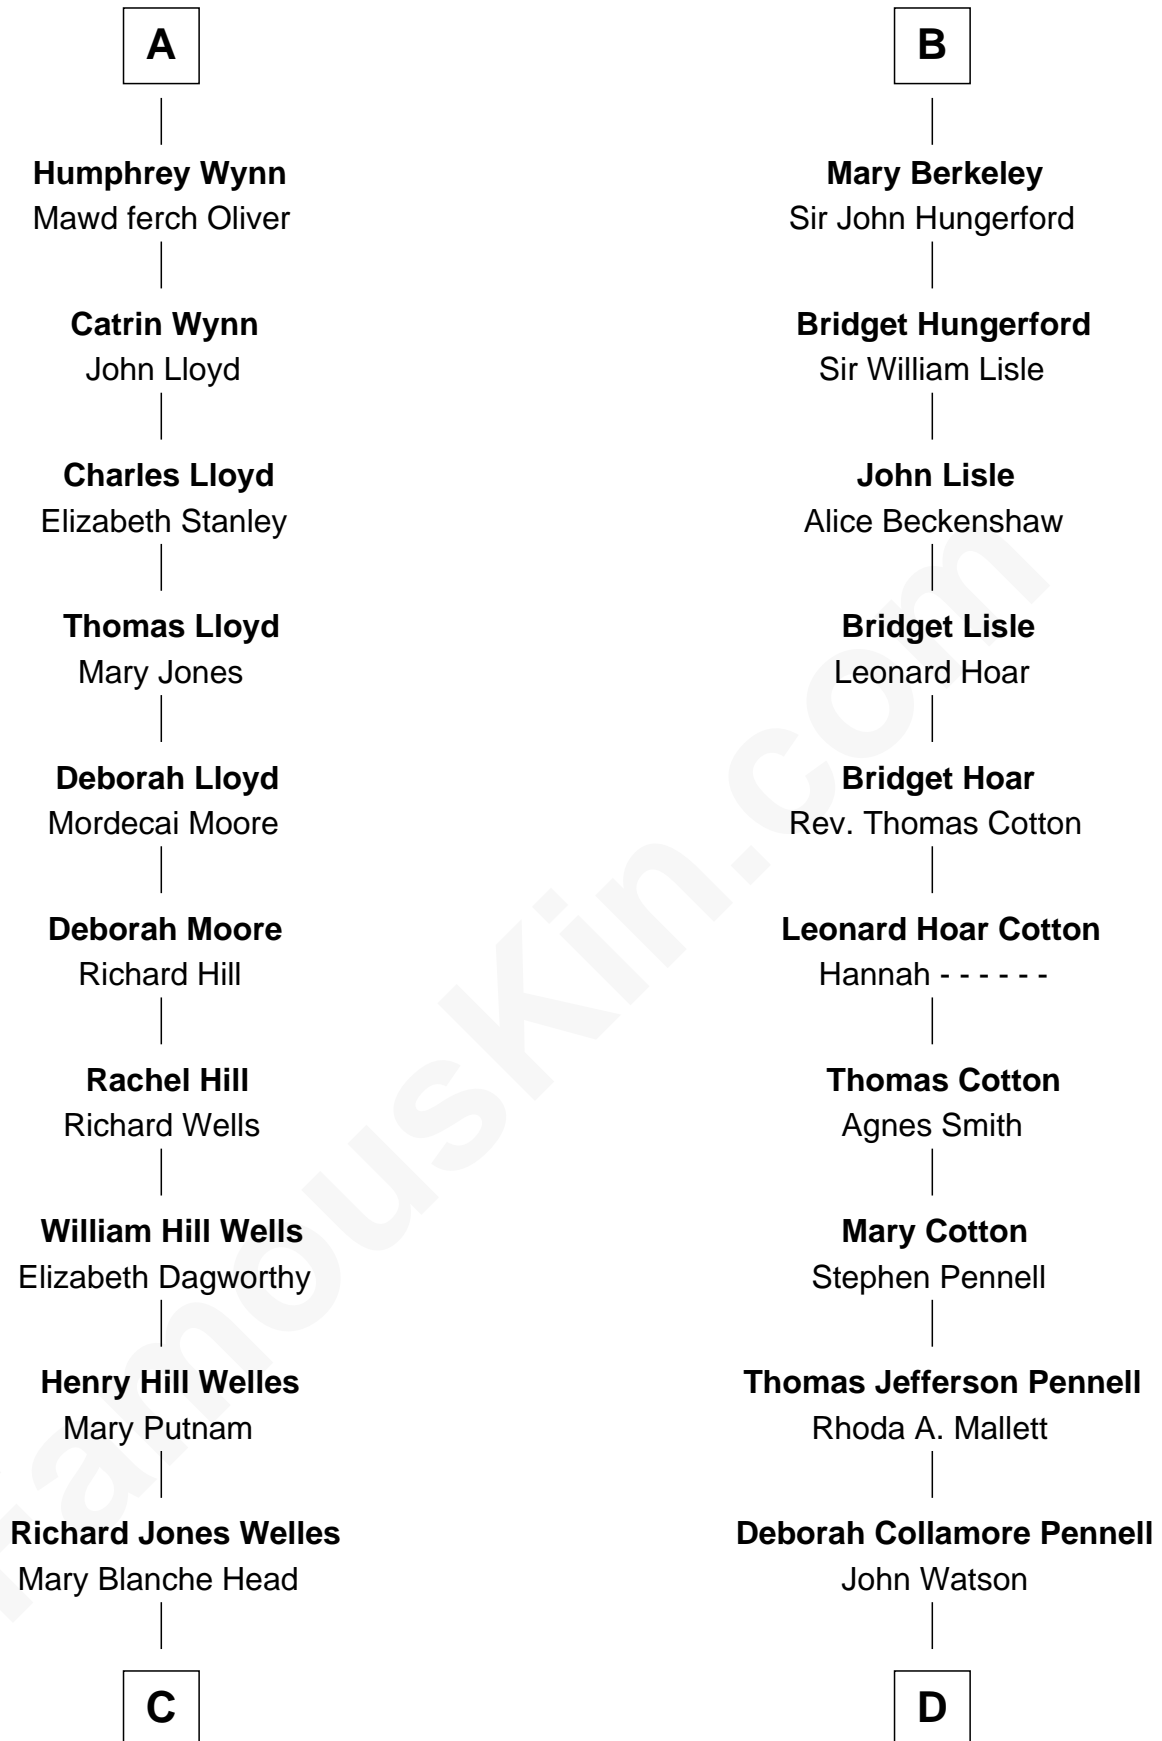 A
Humphrey Wynn
Mawd ferch Oliver
Catrin Wynn
John Lloyd
Charles Lloyd
Elizabeth Stanley
Thomas Lloyd
Mary Jones
Deborah Lloyd
Mordecai Moore
Deborah Moore
Richard Hill
Rachel Hill
Richard Wells
William Hill Wells
Elizabeth Dagworthy
Henry Hill Welles
Mary Putnam
Richard Jones Welles
Mary Blanche Head
C
B
Mary Berkeley
Sir John Hungerford
Bridget Hungerford
Sir William Lisle
John Lisle
Alice Beckenshaw
Bridget Lisle
Leonard Hoar
Bridget Hoar
Rev. Thomas Cotton
Leonard Hoar Cotton
Hannah - - - - - -
Thomas Cotton
Agnes Smith
Mary Cotton
Stephen Pennell
Thomas Jefferson Pennell
Rhoda A. Mallett
Deborah Collamore Pennell
John Watson
D
FamousKin.com